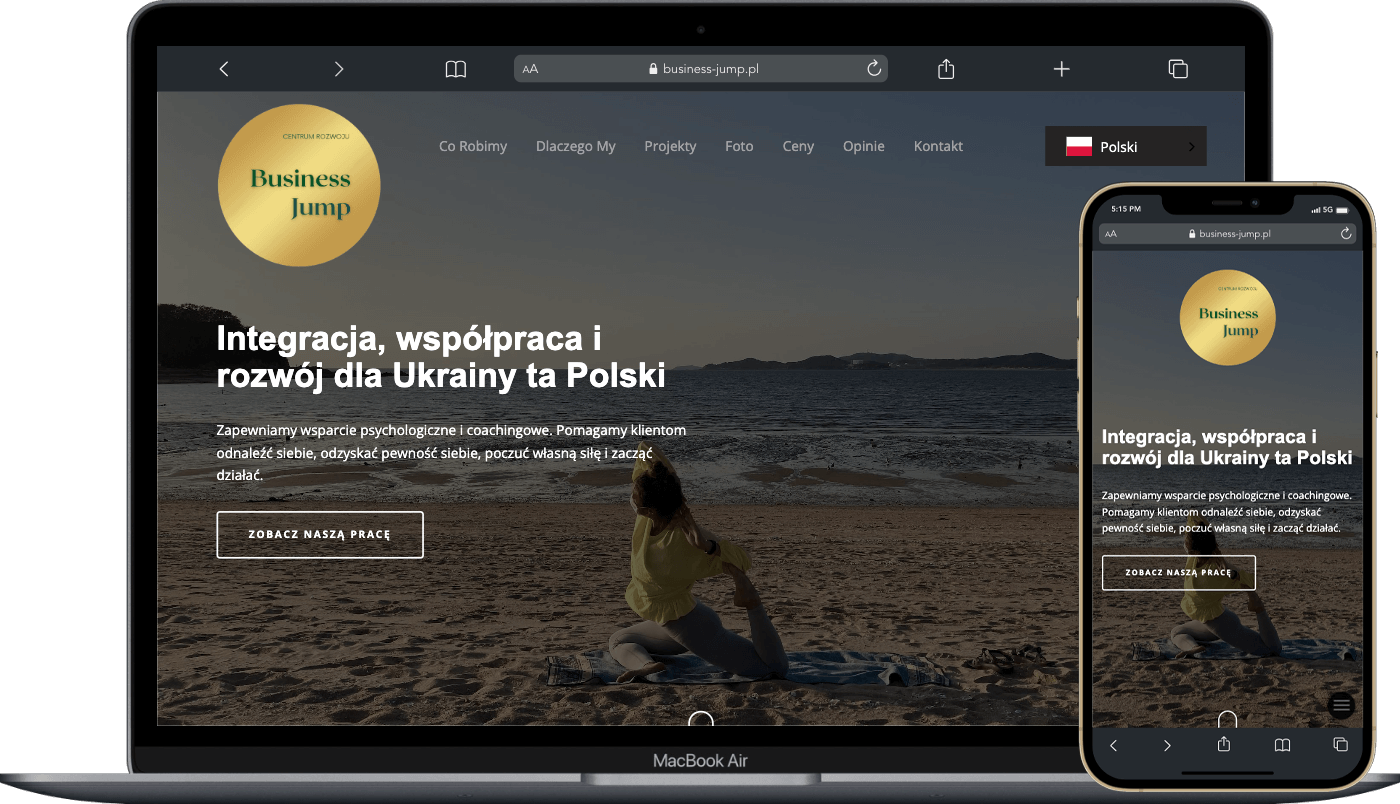 AA
business-jump.pl
CENTRUM ROZWOJU
Business
Jump
Co Robimy
Dlaczego My
Projekty
Foto
Ceny
Opinie
Kontakt
Polski
Integracja, współpraca i
rozwój dla Ukrainy ta Polski
Zapewniamy wsparcie psychologiczne i coachingowe. Pomagamy klientom
odnaleźć siebie, odzyskać pewność siebie, poczuć własną siłę i zacząć
działać.
ZOBACZ NASZĄ PRACĘ
MacBook Air
5:15 PM
5G
AA
business-jump.pl
CENTRUM ROZWOJU
Business
Jump
Integracja, współpraca i
rozwój dla Ukrainy ta Polski
Zapewniamy wsparcie psychologiczne i coachingowe.
Pomagamy klientom odnaleźć siebie, odzyskać
pewność siebie, poczuć własną siłę i zacząć działać.
ZOBACZ NASZĄ PRACĘ